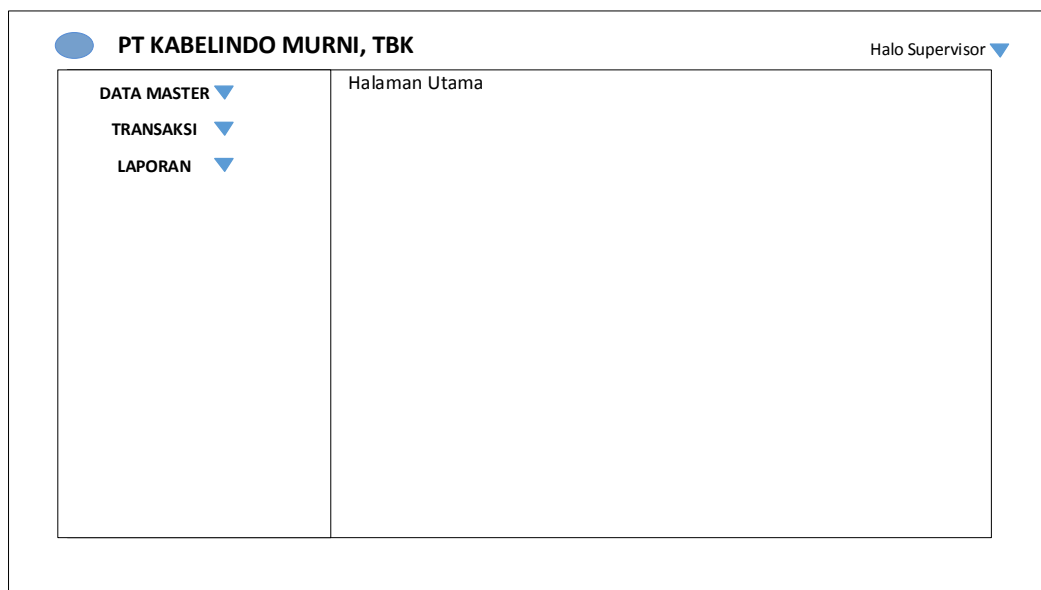 PT KABELINDO MURNI, TBK
Halo Supervisor
DATA MASTER
TRANSAKSI
LAPORAN
Halaman Utama